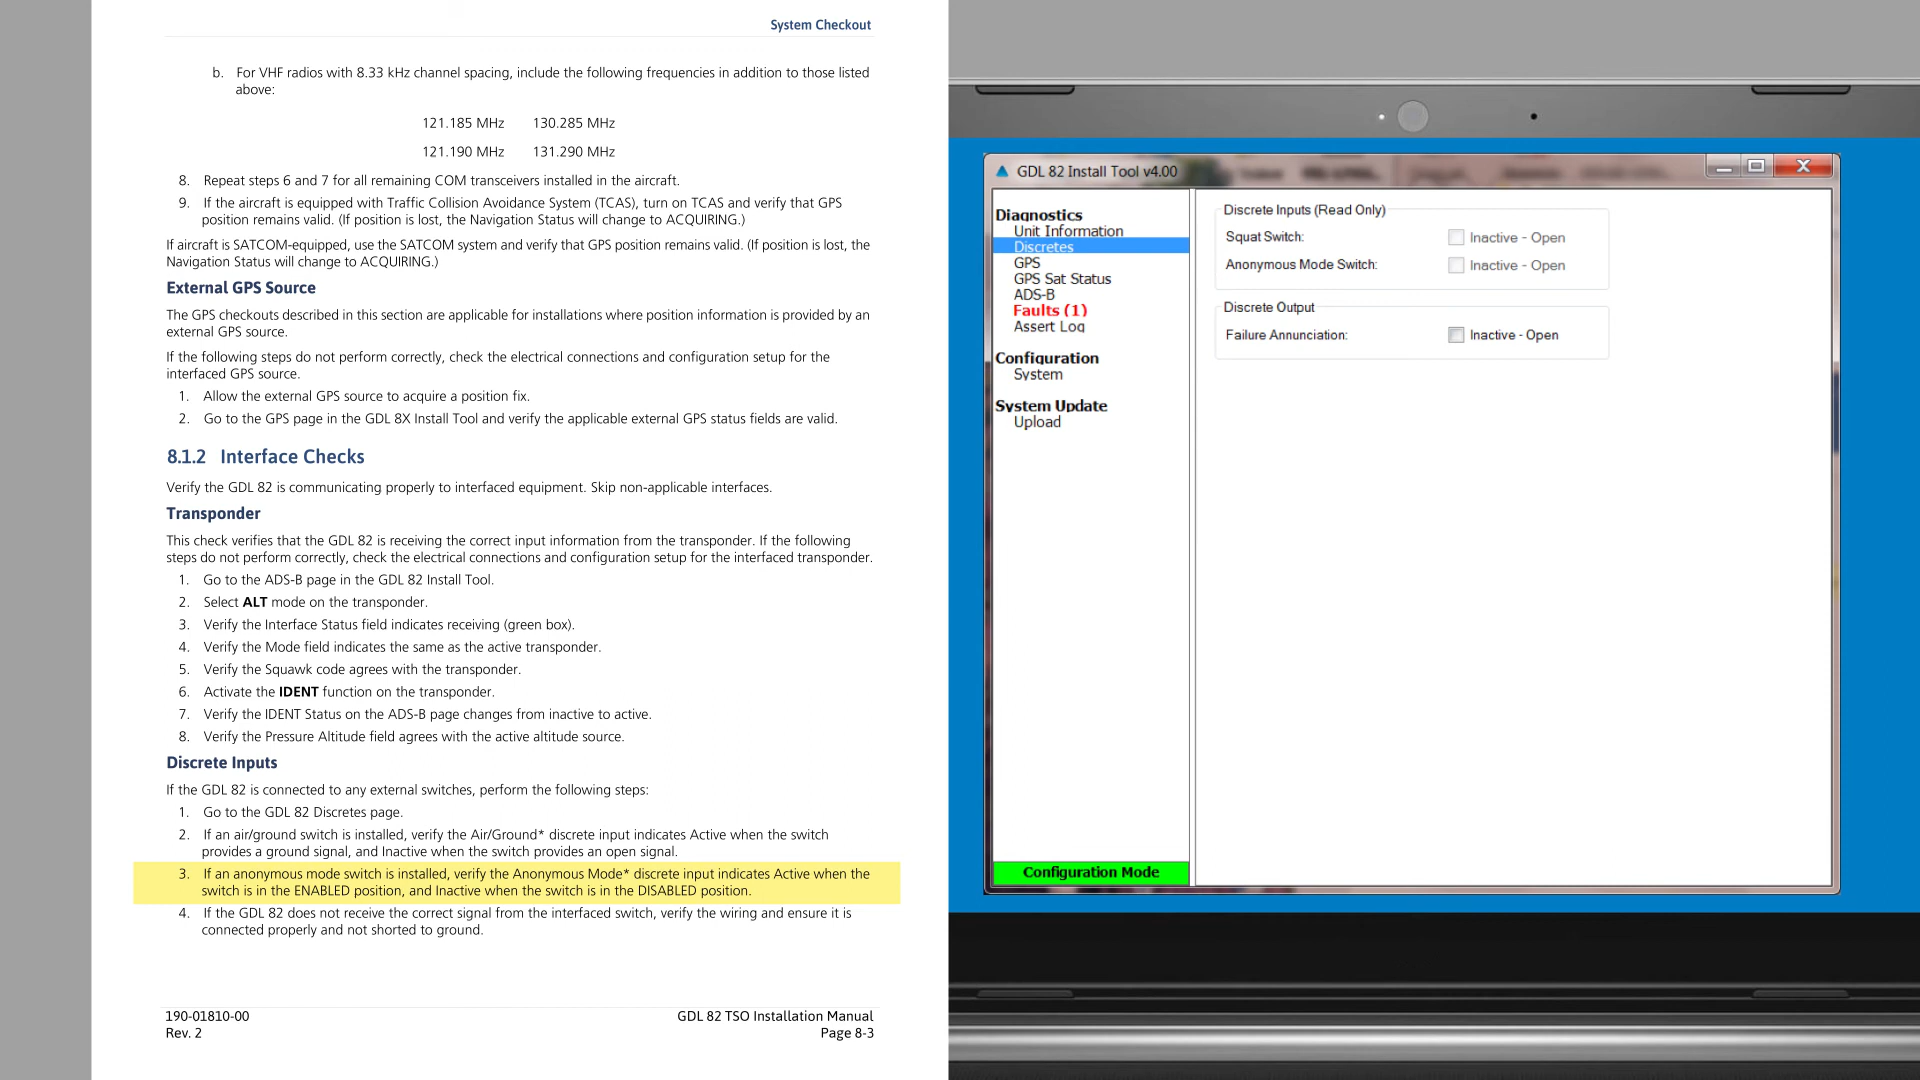 System Checkout
b. For VHF radios with 8.33 kHz channel spacing, include the following frequencies in addition to those listed
above:
121.185 MHz 130.285 MHz
121.190 MHz 131.290 MHz
8. Repeat steps 6 and 7 for all remaining COM transceivers installed in the aircraft.
9. If the aircraft is equipped with Traffic Collision Avoidance System (TCAS), turn on TCAS and verify that GPS
position remains valid. (If position is lost, the Navigation Status will change to ACQUIRING.)
If aircraft is SATCOM-equipped, use the SATCOM system and verify that GPS position remains valid. (If position is lost, the
Navigation Status will change to ACQUIRING.)
External GPS Source
The GPS checkouts described in this section are applicable for installations where position information is provided by an
external GPS source.
If the following steps do not perform correctly, check the electrical connections and configuration setup for the
interfaced GPS source.
1. Allow the external GPS source to acquire a position fix.
2. Go to the GPS page in the GDL 8X Install Tool and verify the applicable external GPS status fields are valid.
8.1.2 Interface Checks
Verify the GDL 82 is communicating properly to interfaced equipment. Skip non-applicable interfaces.
Transponder
This check verifies that the GDL 82 is receiving the correct input information from the transponder. If the following
steps do not perform correctly, check the electrical connections and configuration setup for the interfaced transponder.
1. Go to the ADS-B page in the GDL 82 Install Tool.
2. Select ALT mode on the transponder.
3. Verify the Interface Status field indicates receiving (green box).
4. Verify the Mode field indicates the same as the active transponder.
5. Verify the Squawk code agrees with the transponder.
6. Activate the IDENT function on the transponder.
7. Verify the IDENT Status on the ADS-B page changes from inactive to active.
8. Verify the Pressure Altitude field agrees with the active altitude source.
Discrete Inputs
If the GDL 82 is connected to any external switches, perform the following steps:
1. Go to the GDL 82 Discretes page.
2. If an air/ground switch is installed, verify the Air/Ground* discrete input indicates Active when the switch
provides a ground signal, and Inactive when the switch provides an open signal.
3. If an anonymous mode switch is installed, verify the Anonymous Mode* discrete input indicates Active when the
switch is in the ENABLED position, and Inactive when the switch is in the DISABLED position.
4. If the GDL 82 does not receive the correct signal from the interfaced switch, verify the wiring and ensure it is
connected properly and not shorted to ground.
190-01810-00 GDL 82 TSO Installation Manual
Rev. 2 Page 8-3
GDL 82 Install Tool v4.00
Diagnostics
Unit Information
Discretes
GPS
GPS Sat Status
ADS-B
Faults (1)
Assert Log
Configuration
System
System Update
Upload
Configuration Mode
Discrete Inputs (Read Only)
Squat Switch: Inactive - Open
Anonymous Mode Switch: Inactive - Open
Discrete Output
Failure Annunciation: Inactive - Open